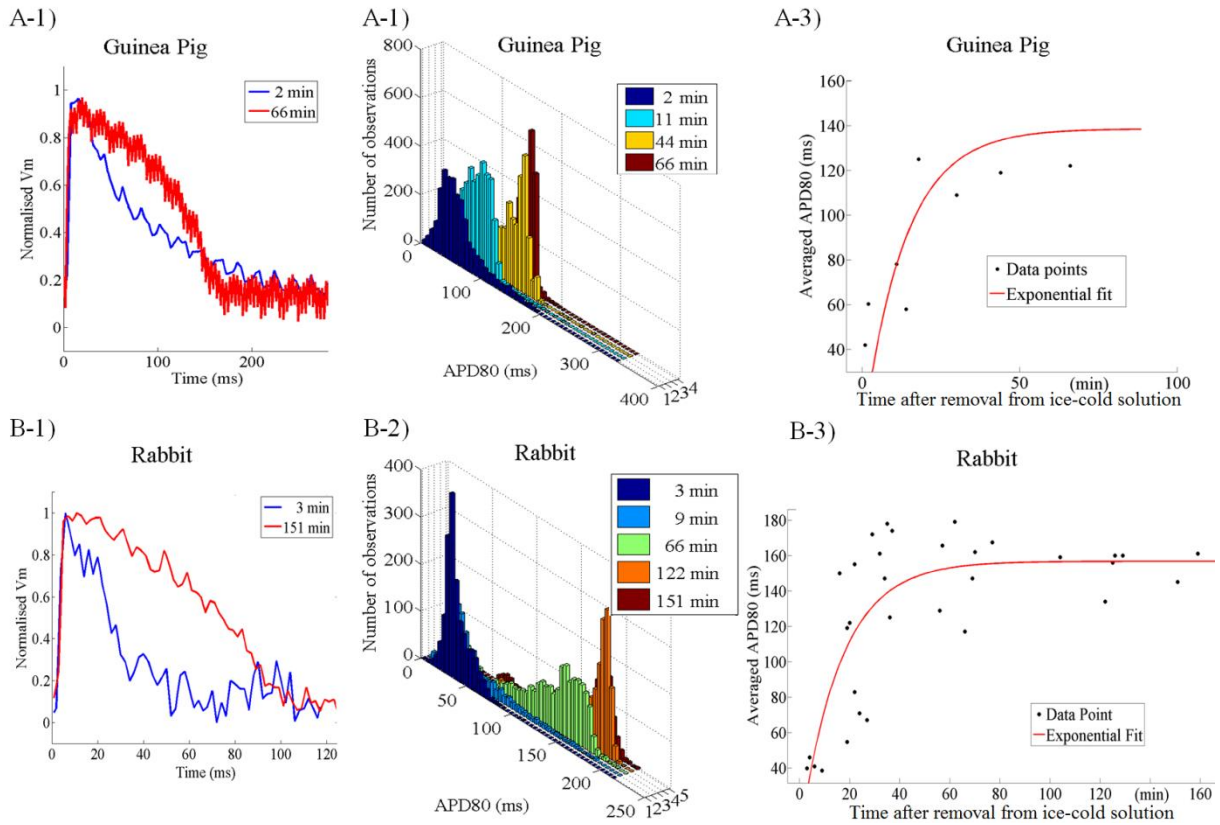 A-1)
Guinea Pig
Normalised Vm
1
0.8
0.6
0.4
0.2
0
0 100 200
Time (ms)
2 min
66min
A-1)
Guinea Pig
Number of observations
800
600
400
200
0
0
100
200
300
400
1234
APD80 (ms)
2 min
11 min
44 min
66 min
A-3)
Guinea Pig
Averaged APD80 (ms)
160
140
120
100
80
60
40
0 50 (min) 100
Time after removal from ice-cold solution
Data points
Exponential fit
B-1)
Rabbit
Normalised Vm
1
0.8
0.6
0.4
0.2
0
0 20 40 60 80 100 120
Time (ms)
3 min
151 min
B-2)
Rabbit
Number of observations
400
300
200
100
0
0
50
100
150
200
250
12345
APD80 (ms)
3 min
9 min
66 min
122 min
151 min
B-3)
Rabbit
Averaged APD80 (ms)
180
160
140
120
100
80
60
40
0 20 40 60 80 100 120 (min) 160
Time after removal from ice-cold solution
Data Point
Exponential Fit